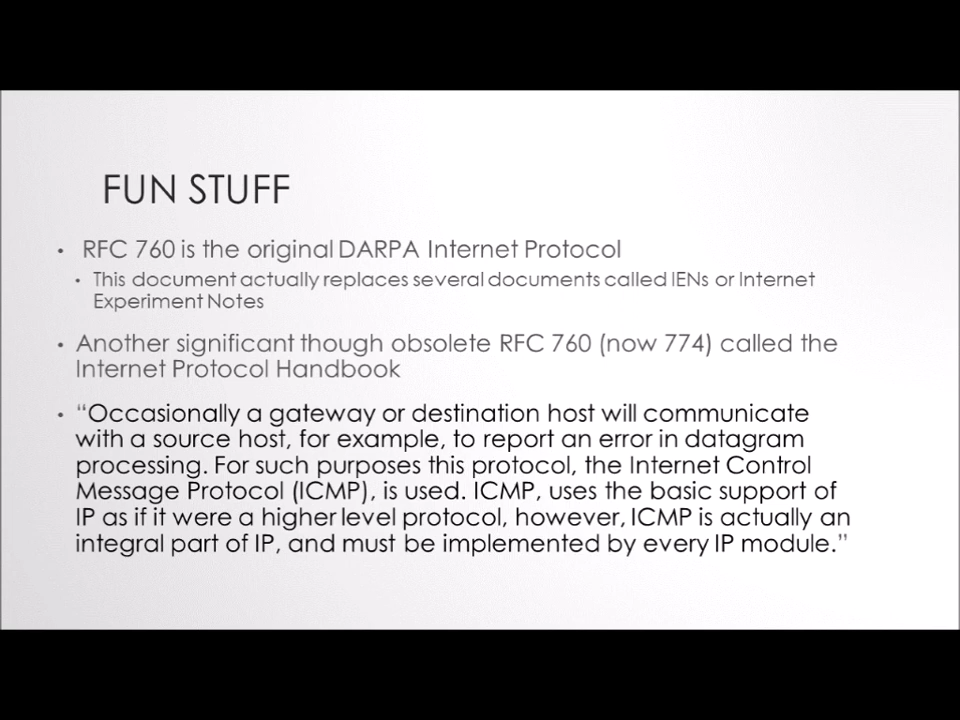 FUN STUFF
• RFC 760 is the original DARPA Internet Protocol
• This document actually replaces several documents called IENs or Internet
Experiment Notes
• Another significant though obsolete RFC 760 (now 774) called the
Internet Protocol Handbook
• “Occasionally a gateway or destination host will communicate
with a source host, for example, to report an error in datagram
processing. For such purposes this protocol, the Internet Control
Message Protocol (ICMP), is used. ICMP, uses the basic support of
IP as if it were a higher level protocol, however, ICMP is actually an
integral part of IP, and must be implemented by every IP module.”